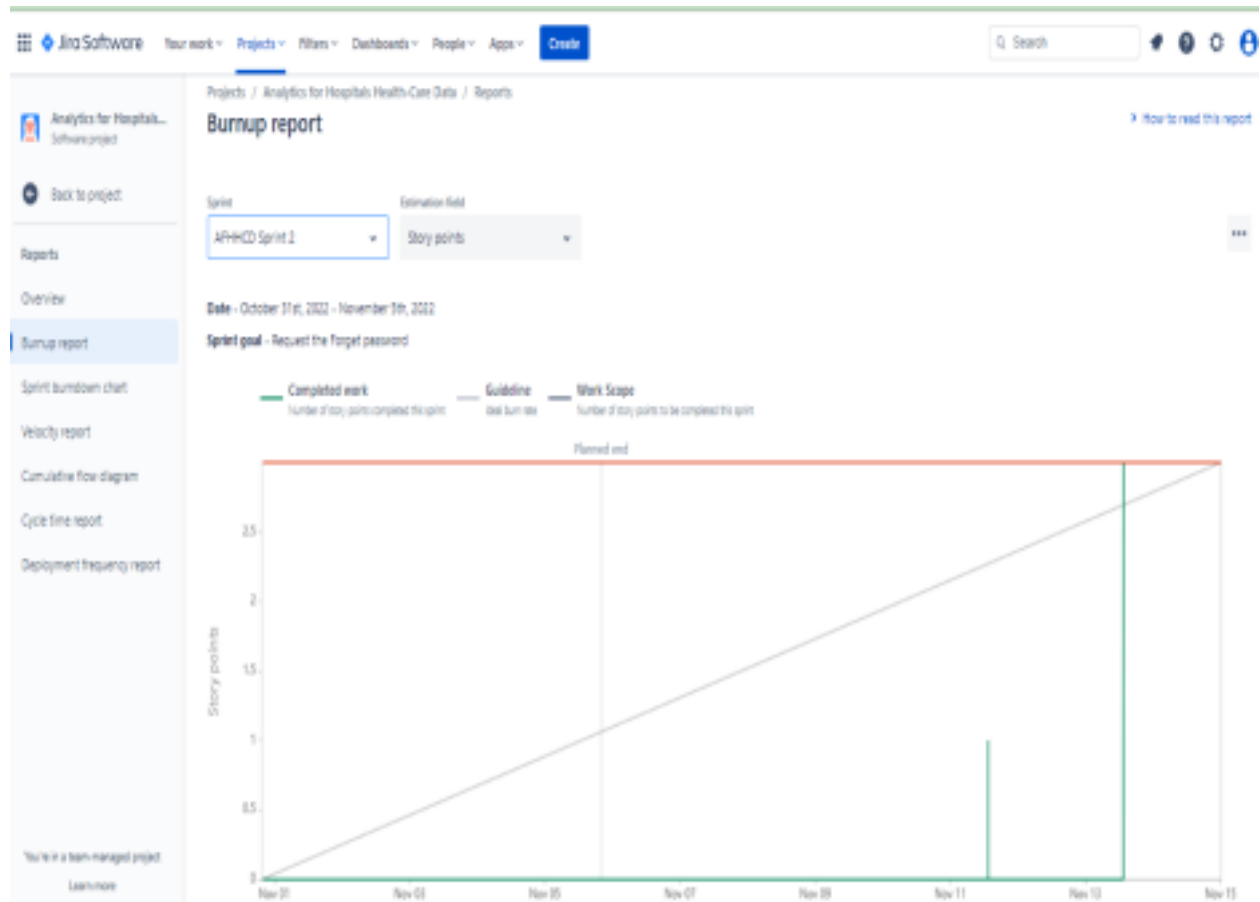 Jira Software Your work Projects Filters Dashboards People Apps Create Search
Projects / Analytics for Hospitals Health-Care Data / Reports
Analytics for Hospitals...
Software project
Burnup report
How to read this report
Back to project
Sprint Estimation field
AFHHCD Sprint 2 Story points
Reports
Overview
Date - October 31st, 2022 - November 5th, 2022
Burnup report
Sprint goal - Request the Forget password
Sprint burndown chart
Completed work Guideline Work Scope
Number of story points completed this sprint Ideal burn rate Number of story points to be completed this sprint
Velocity report
Planned end
Cumulative flow diagram
Cycle time report
Deployment frequency report
2.5
2
1.5
Story points
1
0.5
0
You're in a team-managed project
Learn more
Nov 01 Nov 03 Nov 05 Nov 07 Nov 09 Nov 11 Nov 13 Nov 15